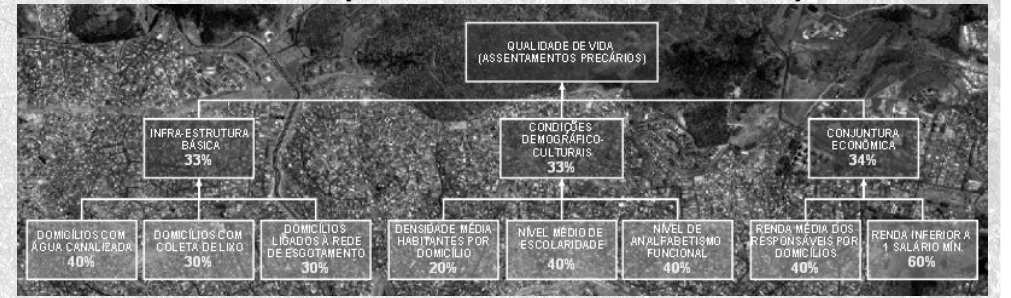 QUALIDADE DE VIDA
(ASSENTAMENTOS PRECÁRIOS)
INFRA-ESTRUTURA
BÁSICA
33%
CONDIÇÕES
DEMOGRÁFICO-
CULTURAIS
33%
CONJUNTURA
ECONÔMICA
34%
DOMICÍLIOS COM
ÁGUA CANALIZADA
40%
DOMICÍLIOS COM
COLETA DE LIXO
30%
DOMICÍLIOS
LIGADOS À REDE
DE ESGOTAMENTO
30%
DENSIDADE MÉDIA
HABITANTES POR
DOMICÍLIO
20%
NÍVEL MÉDIO DE
ESCOLARIDADE
40%
NÍVEL DE
ANALFABETISMO
FUNCIONAL
40%
RENDA MÉDIA DOS
RESPONSÁVEIS POR
DOMICÍLIOS
40%
RENDA INFERIOR A
1 SALÁRIO MÍN.
60%